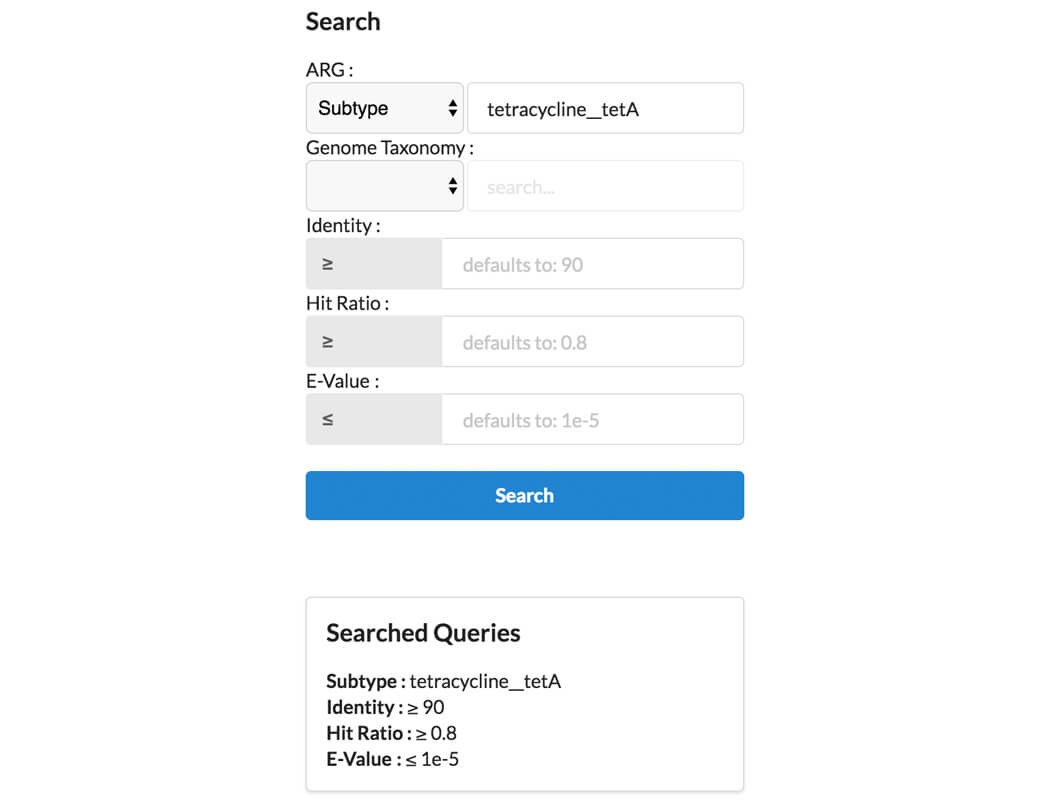 Search
ARG :
Subtype tetracycline__tetA
Genome Taxonomy :
search...
Identity :
≥ defaults to: 90
Hit Ratio :
≥ defaults to: 0.8
E-Value :
≤ defaults to: 1e-5
Search
Searched Queries
Subtype : tetracycline__tetA
Identity : ≥ 90
Hit Ratio : ≥ 0.8
E-Value : ≤ 1e-5